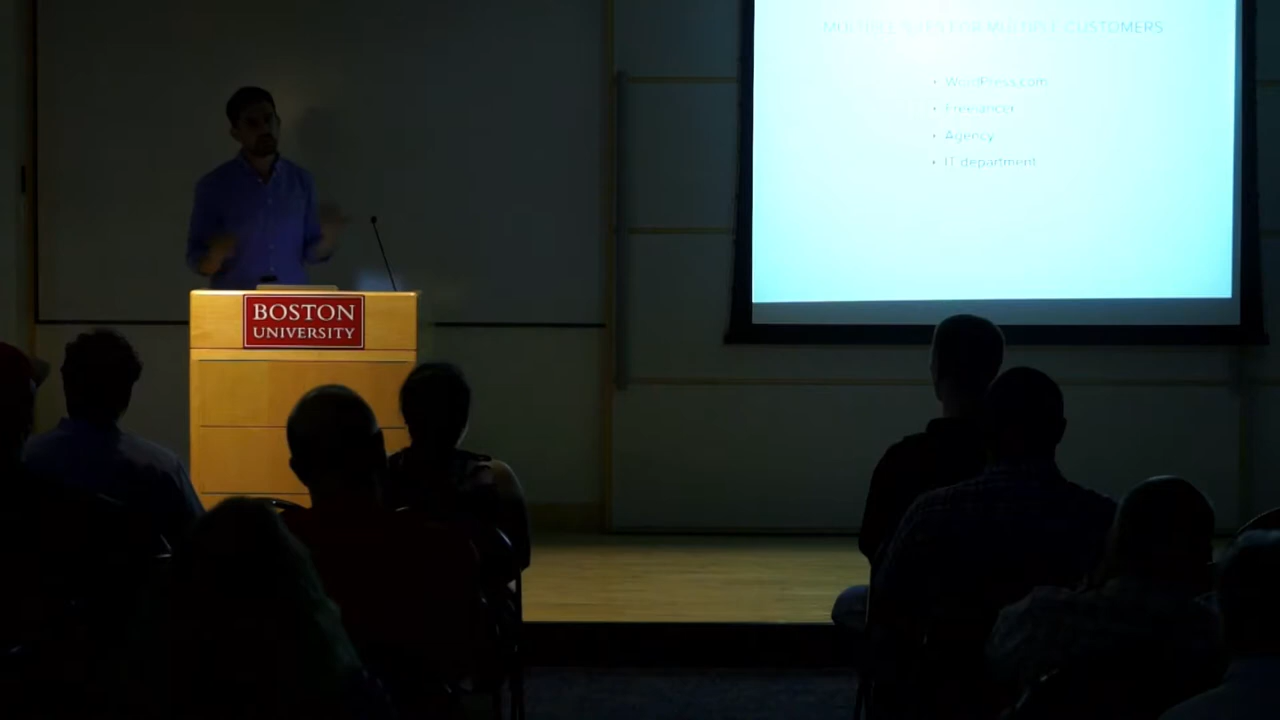 BOSTON
UNIVERSITY
MULTIPLE SITES FOR MULTIPLE CUSTOMERS
• WordPress.com
• Freelancer
• Agency
• IT department